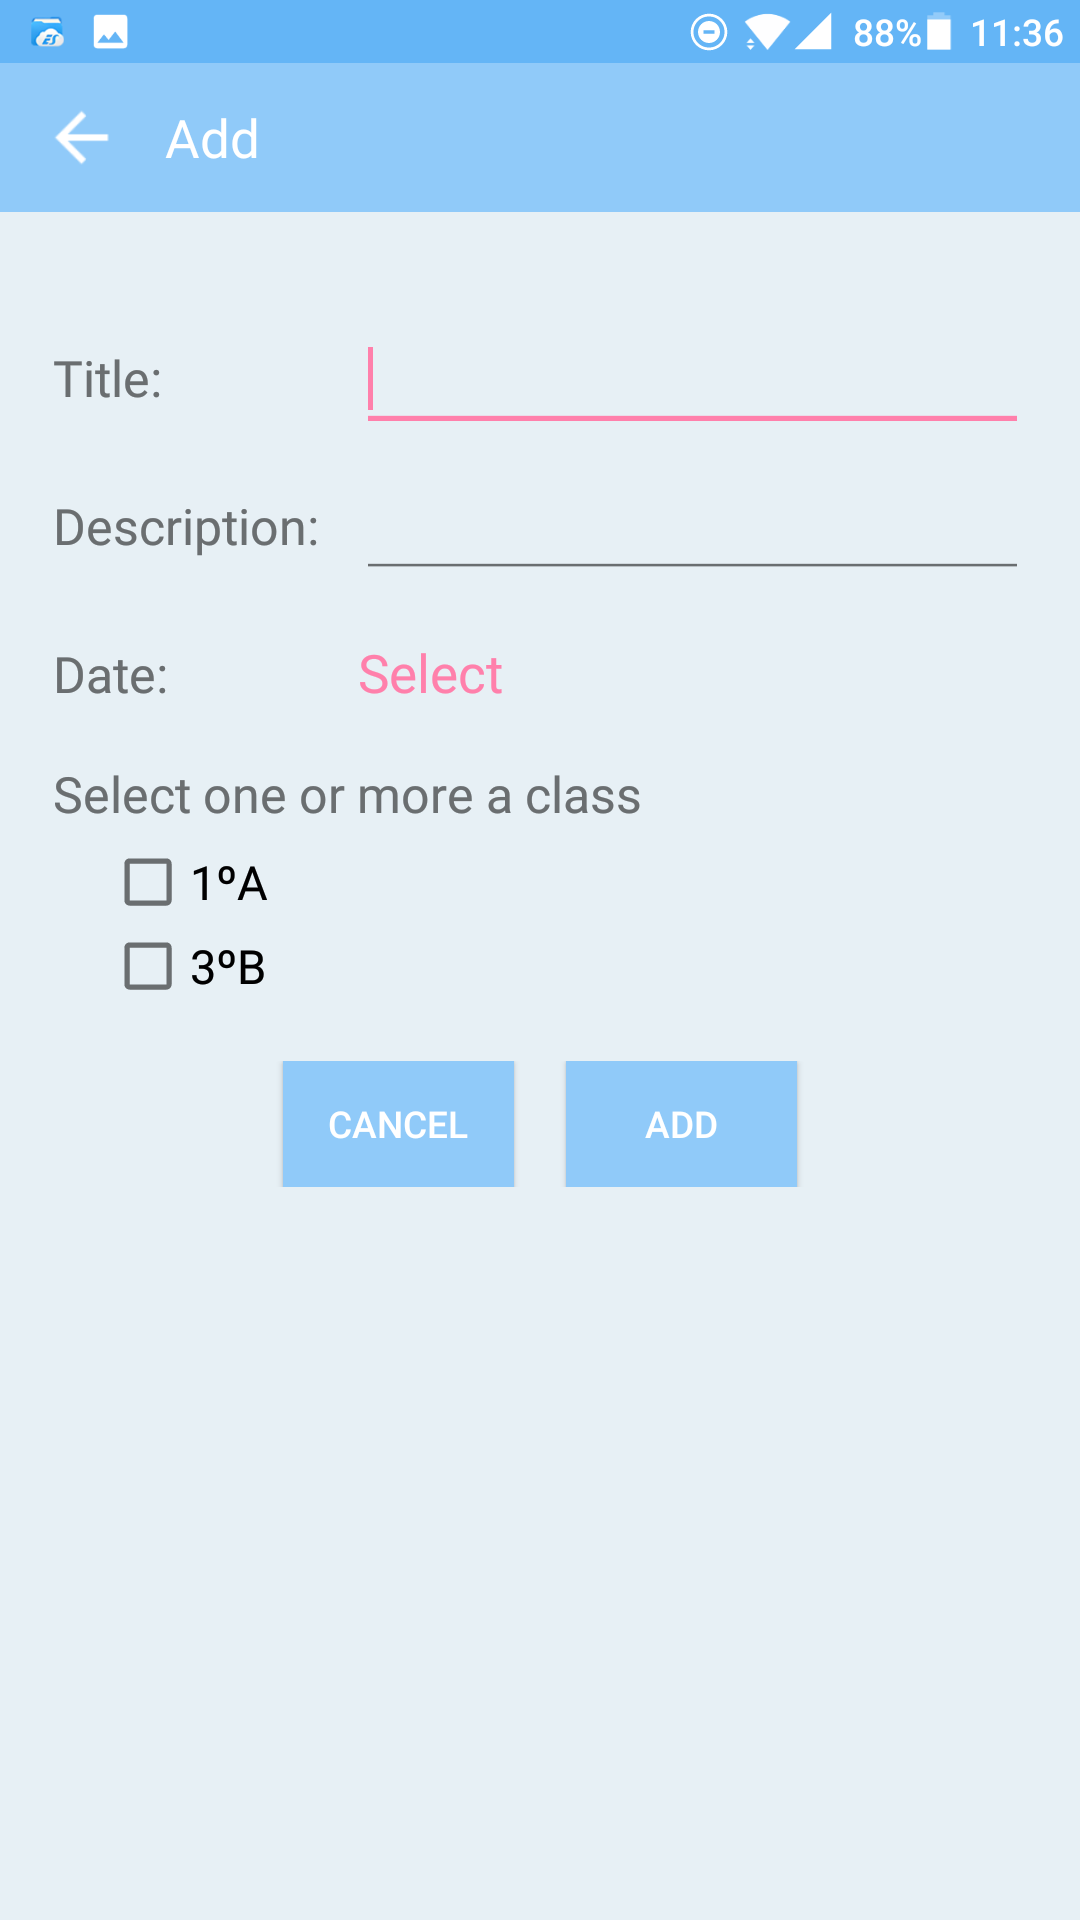 88% 11:36
Add
Title:
Description:
Date: Select
Select one or more a class
1ºA
3ºB
CANCEL ADD